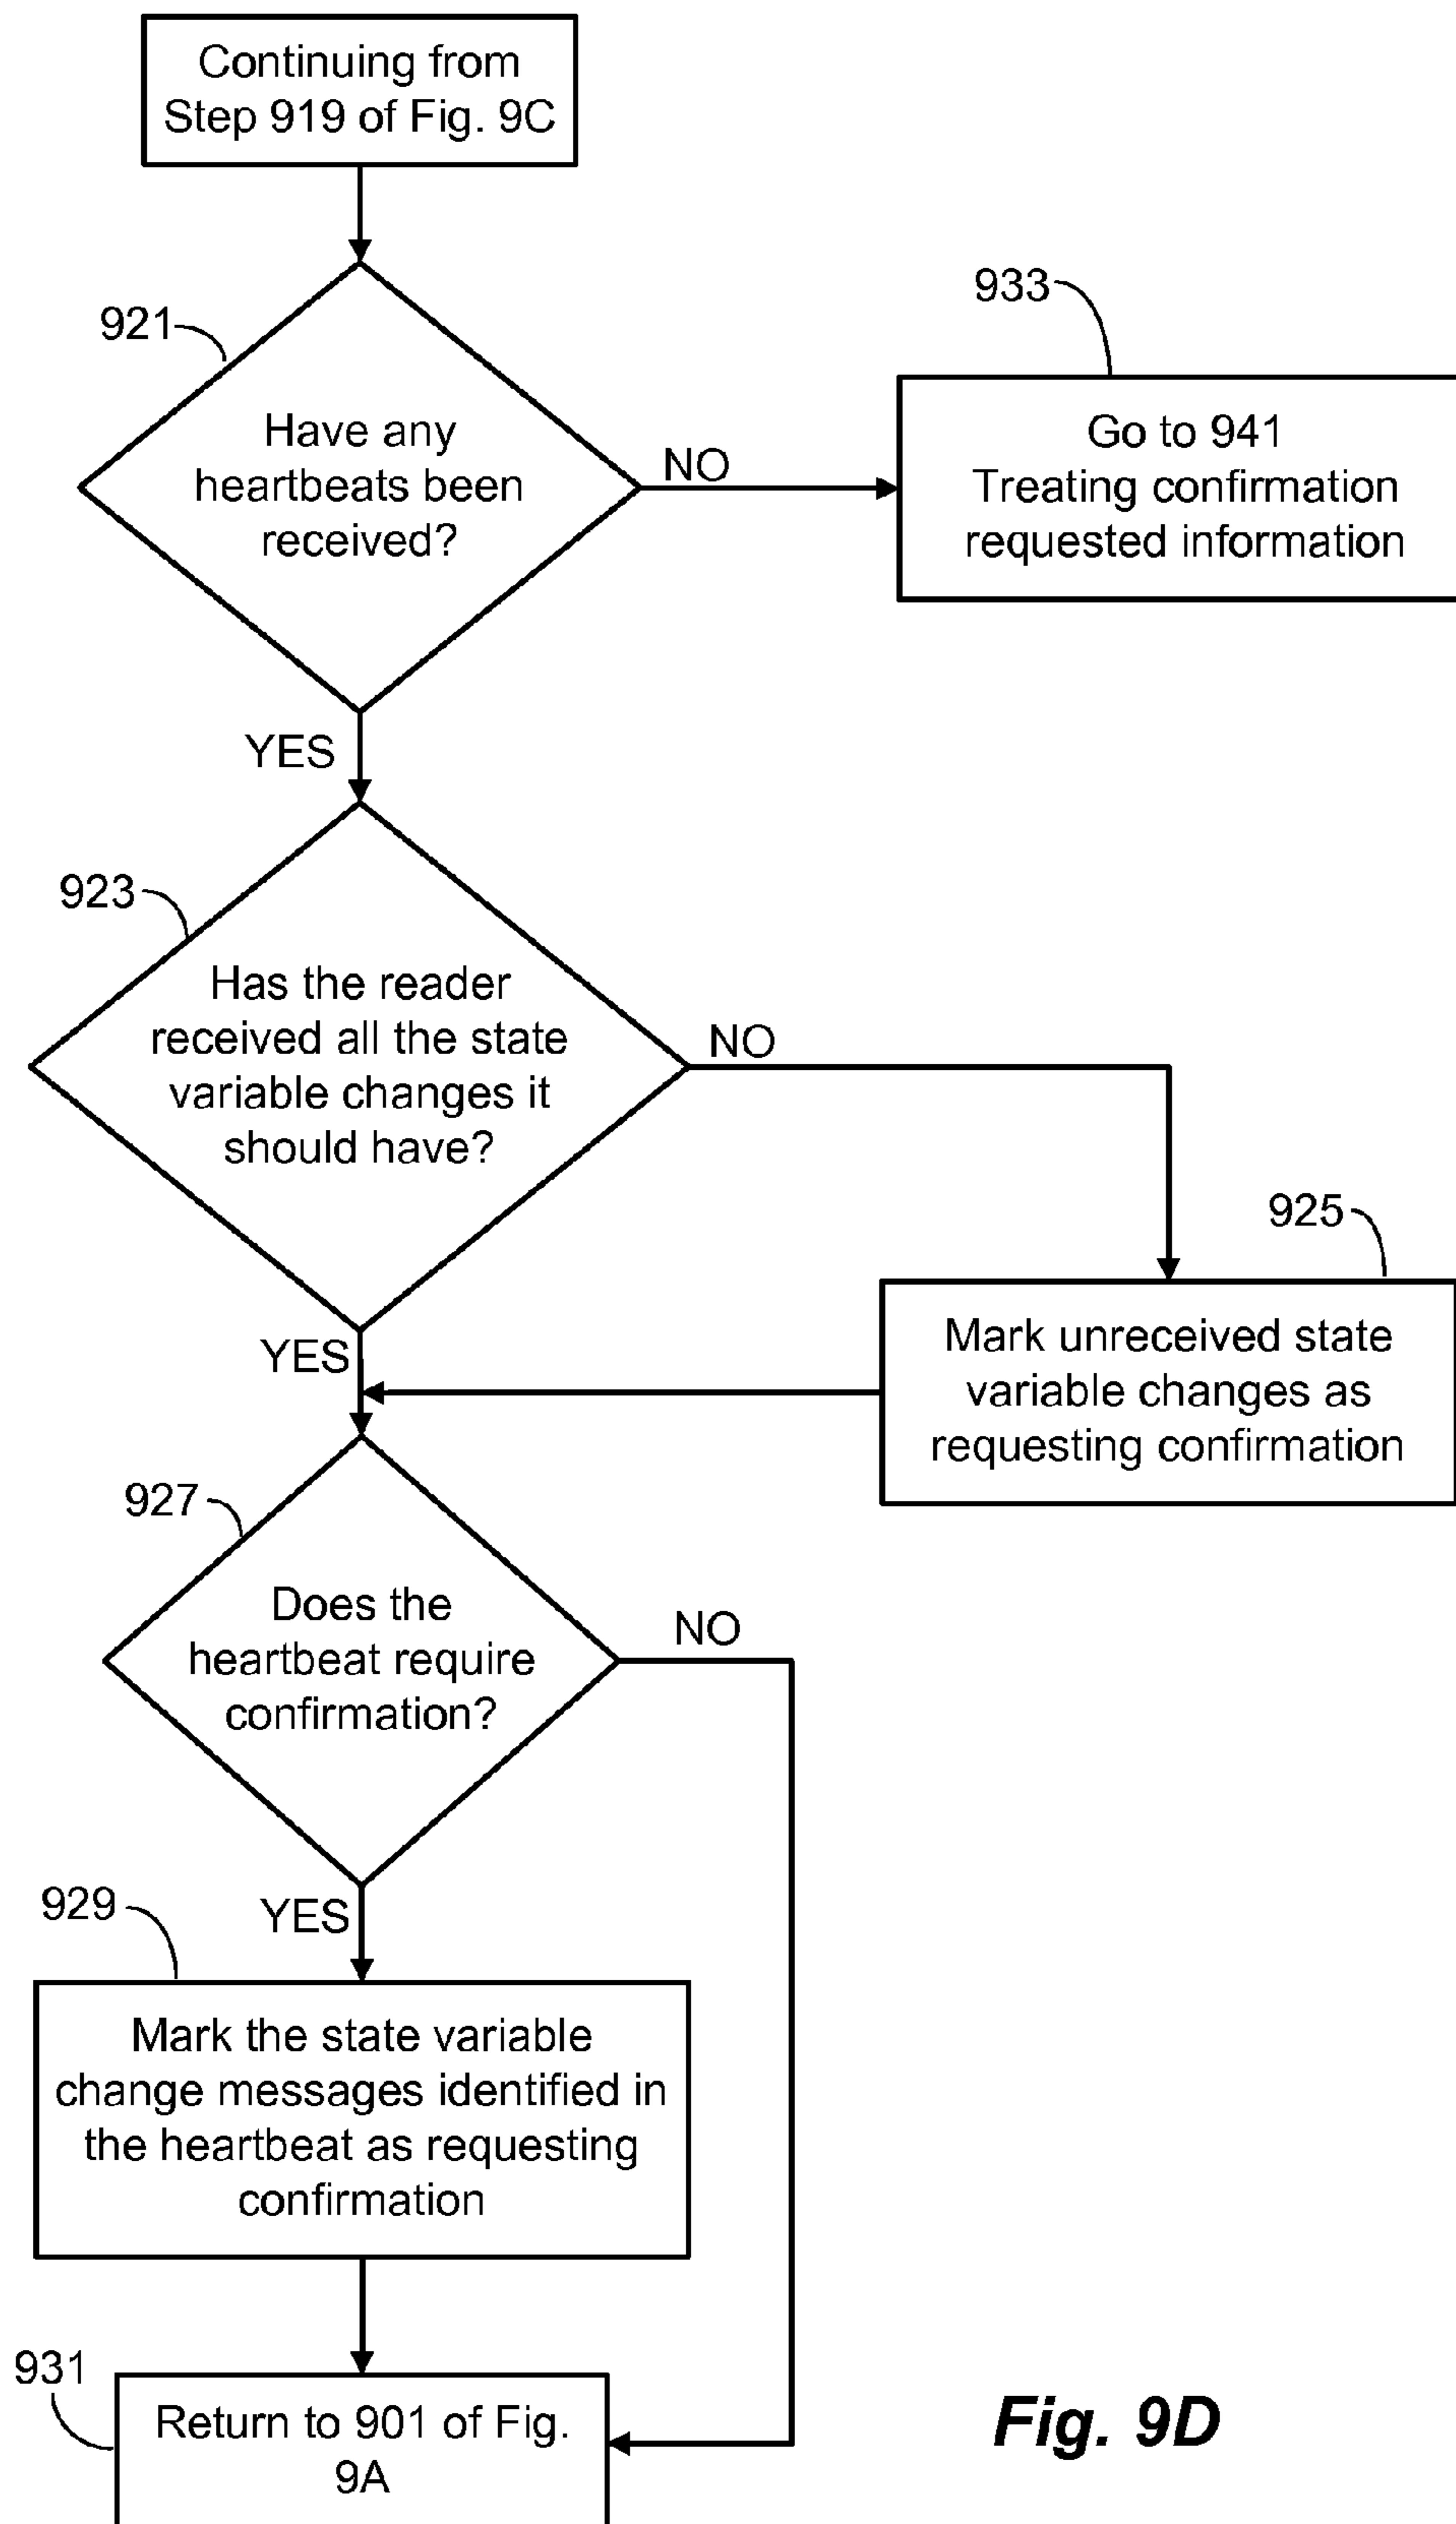 Continuing from
Step 919 of Fig. 9C
921
Have any
heartbeats been
received?
NO
933
Go to 941
Treating confirmation
requested information
YES
923
Has the reader
received all the state
variable changes it
should have?
NO
925
Mark unreceived state
variable changes as
requesting confirmation
YES
927
Does the
heartbeat require
confirmation?
NO
YES
929
Mark the state variable
change messages identified in
the heartbeat as requesting
confirmation
931
Return to 901 of Fig.
9A
Fig. 9D